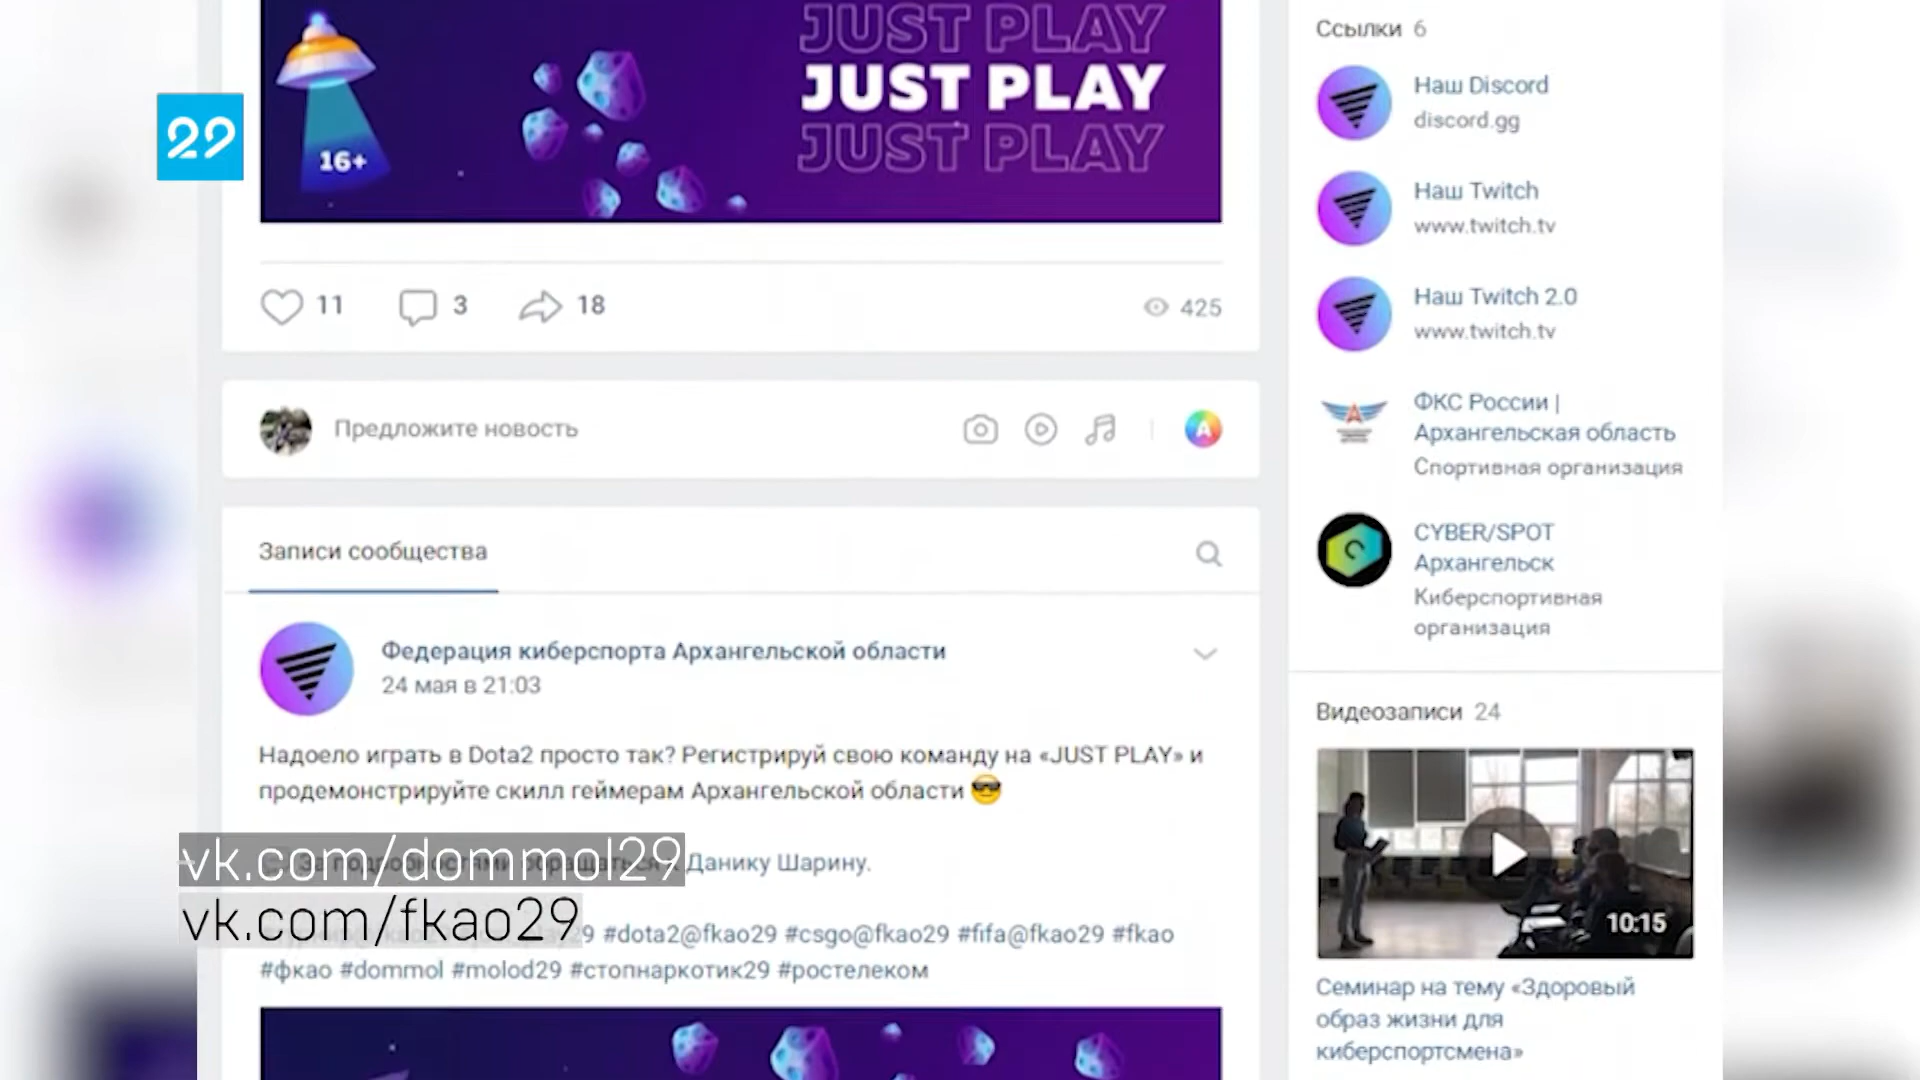 JUST PLAY
JUST PLAY
JUST PLAY
29
16+
11
3
18
425
Предложите новость
Записи сообщества
Федерация киберспорта Архангельской области
24 мая в 21:03
Надоело играть в Dota2 просто так? Регистрируй свою команду на «JUST PLAY» и
продемонстрируйте скилл геймерам Архангельской области 😎
За подробностями обращаться к Данику Шарину.
#dota2@fkao29 #csgo@fkao29 #fifa@fkao29 #fkao
#фкао #dommol #molod29 #стопнаркотик29 #ростелеком
vk.com/dommol29
vk.com/fkao29
Ссылки 6
Наш Discord
discord.gg
Наш Twitch
www.twitch.tv
Наш Twitch 2.0
www.twitch.tv
ФКС России |
Архангельская область
Спортивная организация
CYBER/SPOT
Архангельск
Киберспортивная
организация
Видеозаписи 24
10:15
Семинар на тему «Здоровый
образ жизни для
киберспортсмена»